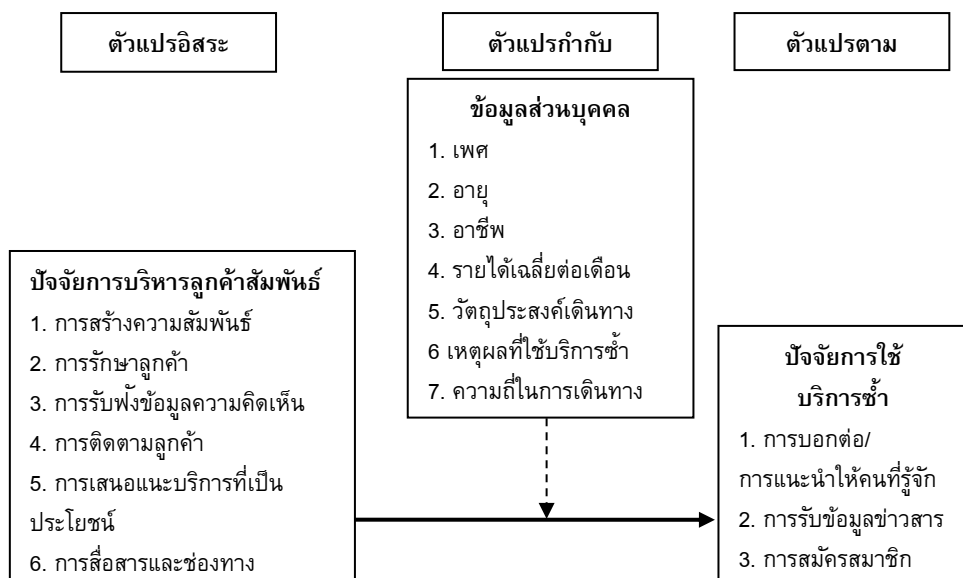 ตัวแปรอิสระ
ตัวแปรกำกับ
ตัวแปรตาม
ข้อมูลส่วนบุคคล
1. เพศ
2. อายุ
3. อาชีพ
4. รายได้เฉลี่ยต่อเดือน
5. วัตถุประสงค์เดินทาง
6 เหตุผลที่ใช้บริการซ้ำ
7. ความถี่ในการเดินทาง
ปัจจัยการบริหารลูกค้าสัมพันธ์
1. การสร้างความสัมพันธ์
2. การรักษาลูกค้า
3. การรับฟังข้อมูลความคิดเห็น
4. การติดตามลูกค้า
5. การเสนอแนะบริการที่เป็น
ประโยชน์
6. การสื่อสารและช่องทาง
ปัจจัยการใช้
บริการซ้ำ
1. การบอกต่อ/
การแนะนำให้คนที่รู้จัก
2. การรับข้อมูลข่าวสาร
3. การสมัครสมาชิก